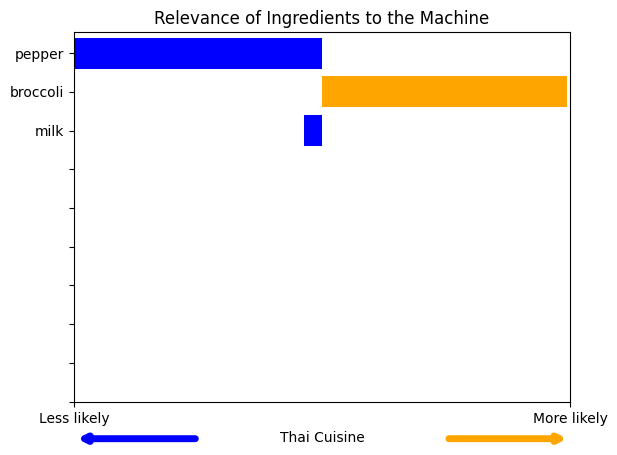 Relevance of Ingredients to the Machine
pepper
broccoli
milk
Less likely
More likely
Thai Cuisine